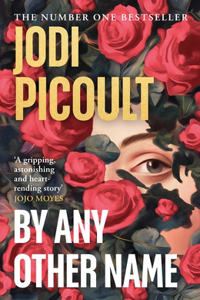 THE NUMBER ONE BESTSELLER
JODI
PICOULT
‘A gripping,
astonishing
and heart-
rending story’
JOJO MOYES
BY ANY
OTHER NAME